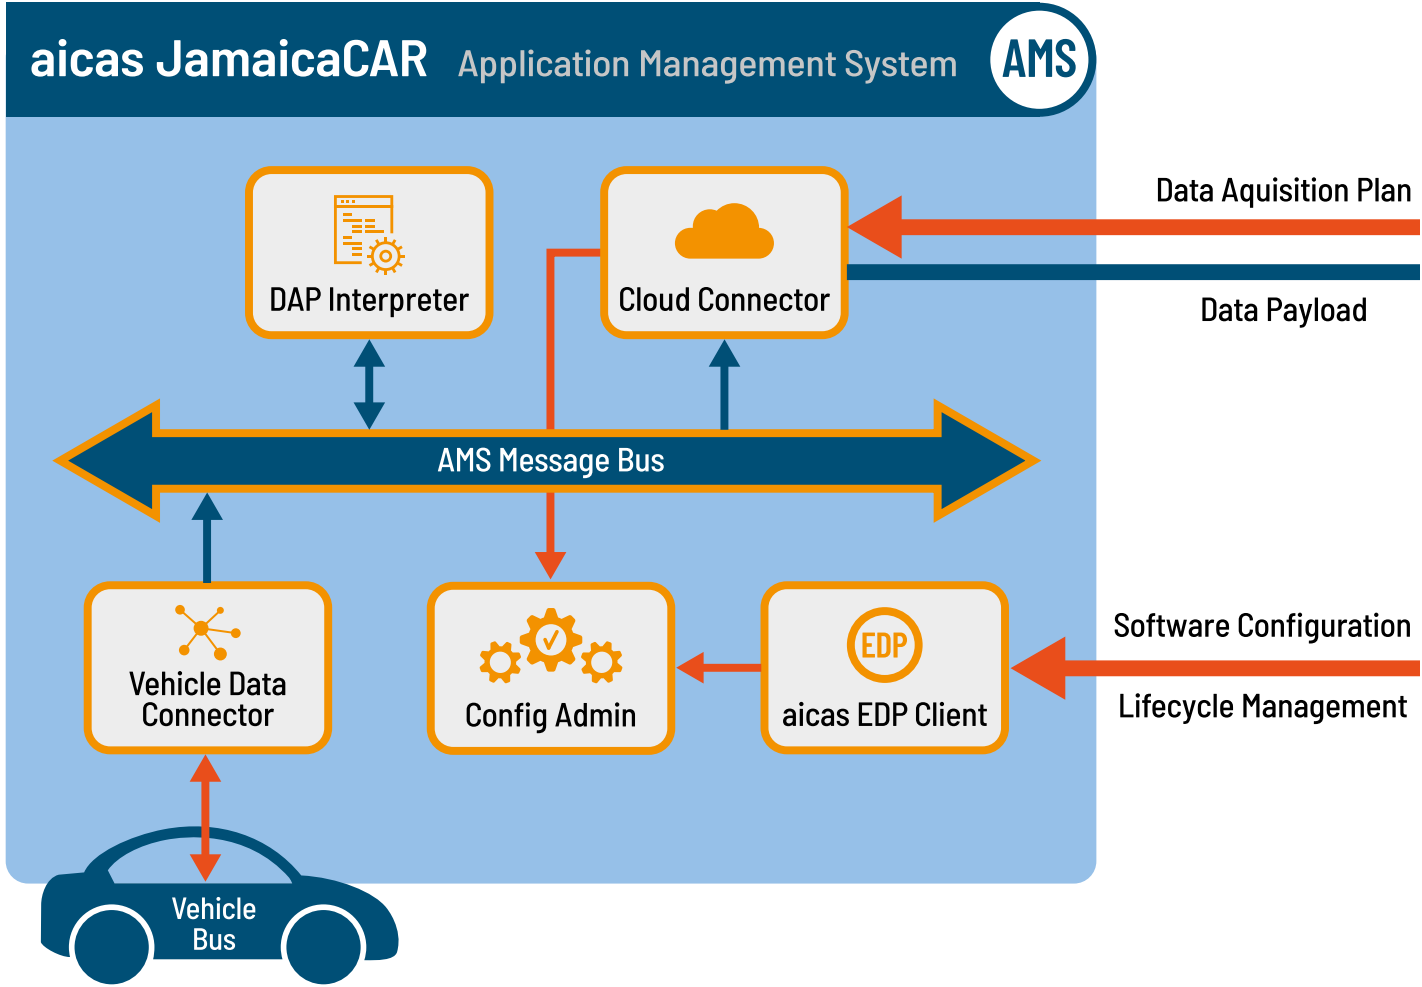 aicas JamaicaCAR Application Management System AMS
Data Aquisition Plan
DAP Interpreter
Cloud Connector
Data Payload
AMS Message Bus
Vehicle Data
Connector
Config Admin
EDP
aicas EDP Client
Software Configuration
Lifecycle Management
Vehicle
Bus